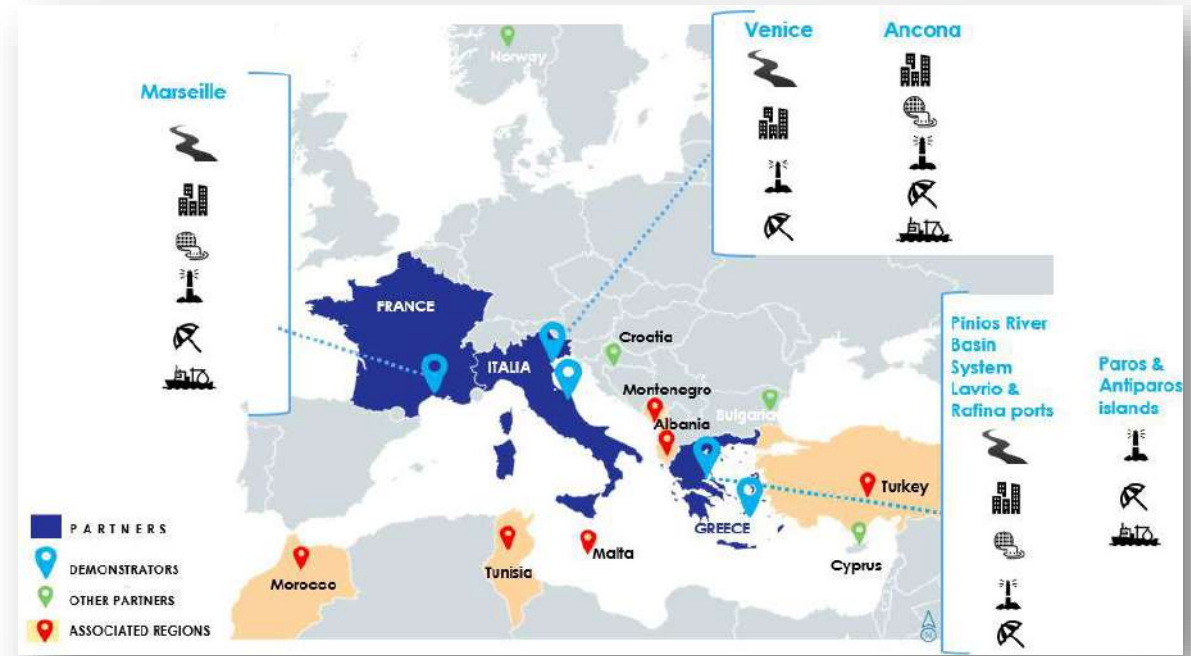 Venice
Ancona
Norway
Marseille
FRANCE
ITALIA
Croatia
Montenegro
Albania
Bulgaria
Pinios River
Basin
System
Lavrio &
Rafina ports
Paros &
Antiparos
islands
Turkey
GREECE
Cyprus
Malta
Tunisia
Morocco
PARTNERS
DEMONSTRATORS
OTHER PARTNERS
ASSOCIATED REGIONS
N